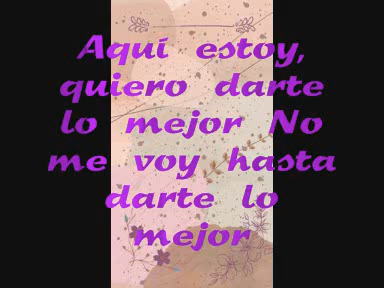 Aquí estoy,
quiero darte
lo mejor No
me voy hasta
darte lo
mejor